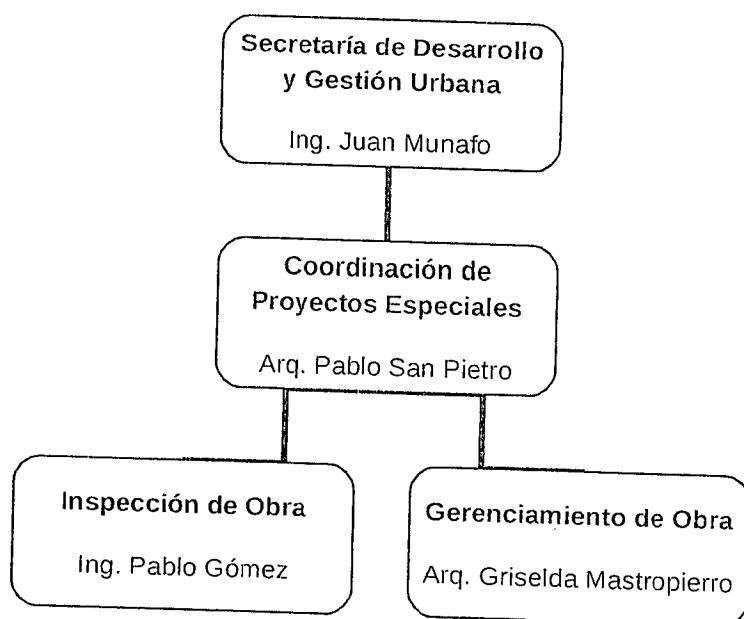 Secretaría de Desarrollo
y Gestión Urbana
Ing. Juan Munafo
Coordinación de
Proyectos Especiales
Arq. Pablo San Pietro
Inspección de Obra
Ing. Pablo Gómez
Gerenciamiento de Obra
Arq. Griselda Mastropierro